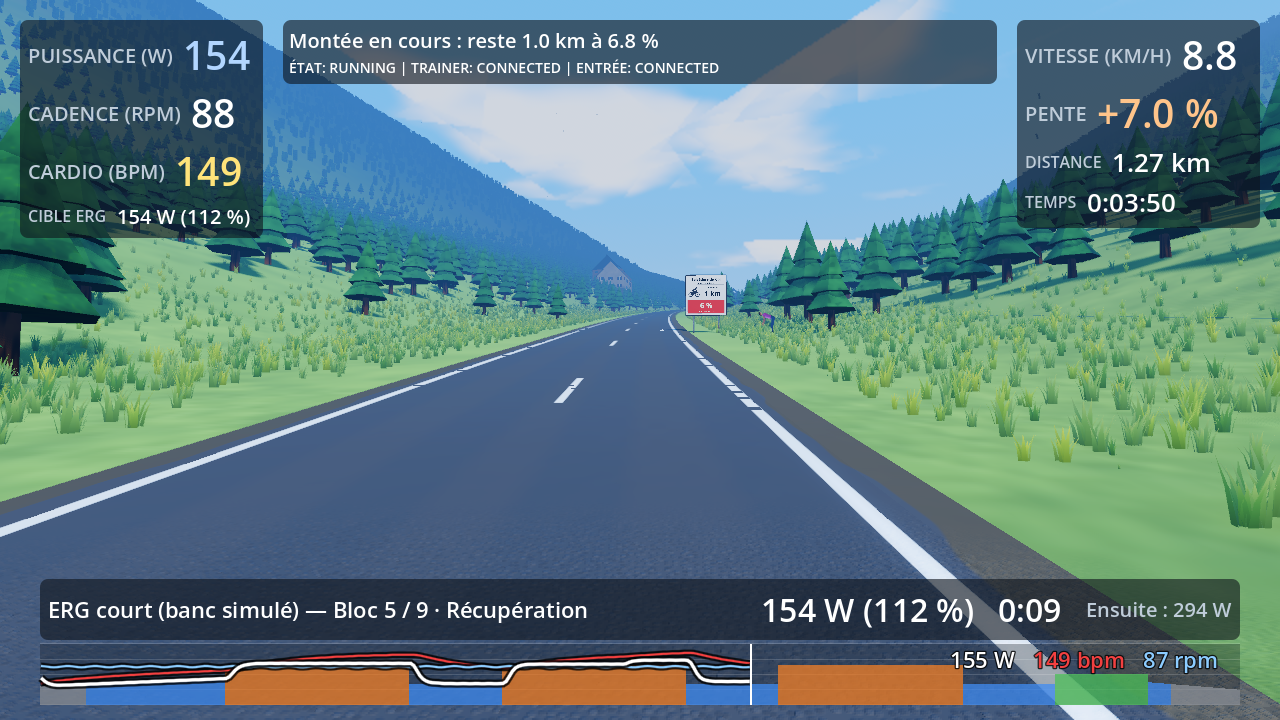 PUISSANCE (W) 154
CADENCE (RPM) 88
CARDIO (BPM) 149
CIBLE ERG 154 W (112 %)
Montée en cours : reste 1.0 km à 6.8 %
ÉTAT: RUNNING | TRAINER: CONNECTED | ENTRÉE: CONNECTED
VITESSE (KM/H) 8.8
PENTE +7.0 %
DISTANCE 1.27 km
TEMPS 0:03:50
1 km
6 %
ERG court (banc simulé) — Bloc 5 / 9 · Récupération
154 W (112 %) 0:09 Ensuite : 294 W
155 W 149 bpm 87 rpm